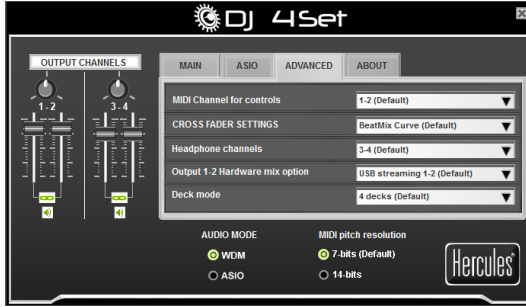 DJ 4Set
OUTPUT CHANNELS
1-2
3-4
MAIN
ASIO
ADVANCED
ABOUT
MIDI Channel for controls
1-2 (Default)
CROSS FADER SETTINGS
BeatMix Curve (Default)
Headphone channels
3-4 (Default)
Output 1-2 Hardware mix option
USB streaming 1-2 (Default)
Deck mode
4 decks (Default)
AUDIO MODE
WDM
ASIO
MIDI pitch resolution
7-bits (Default)
14-bits
Hercules